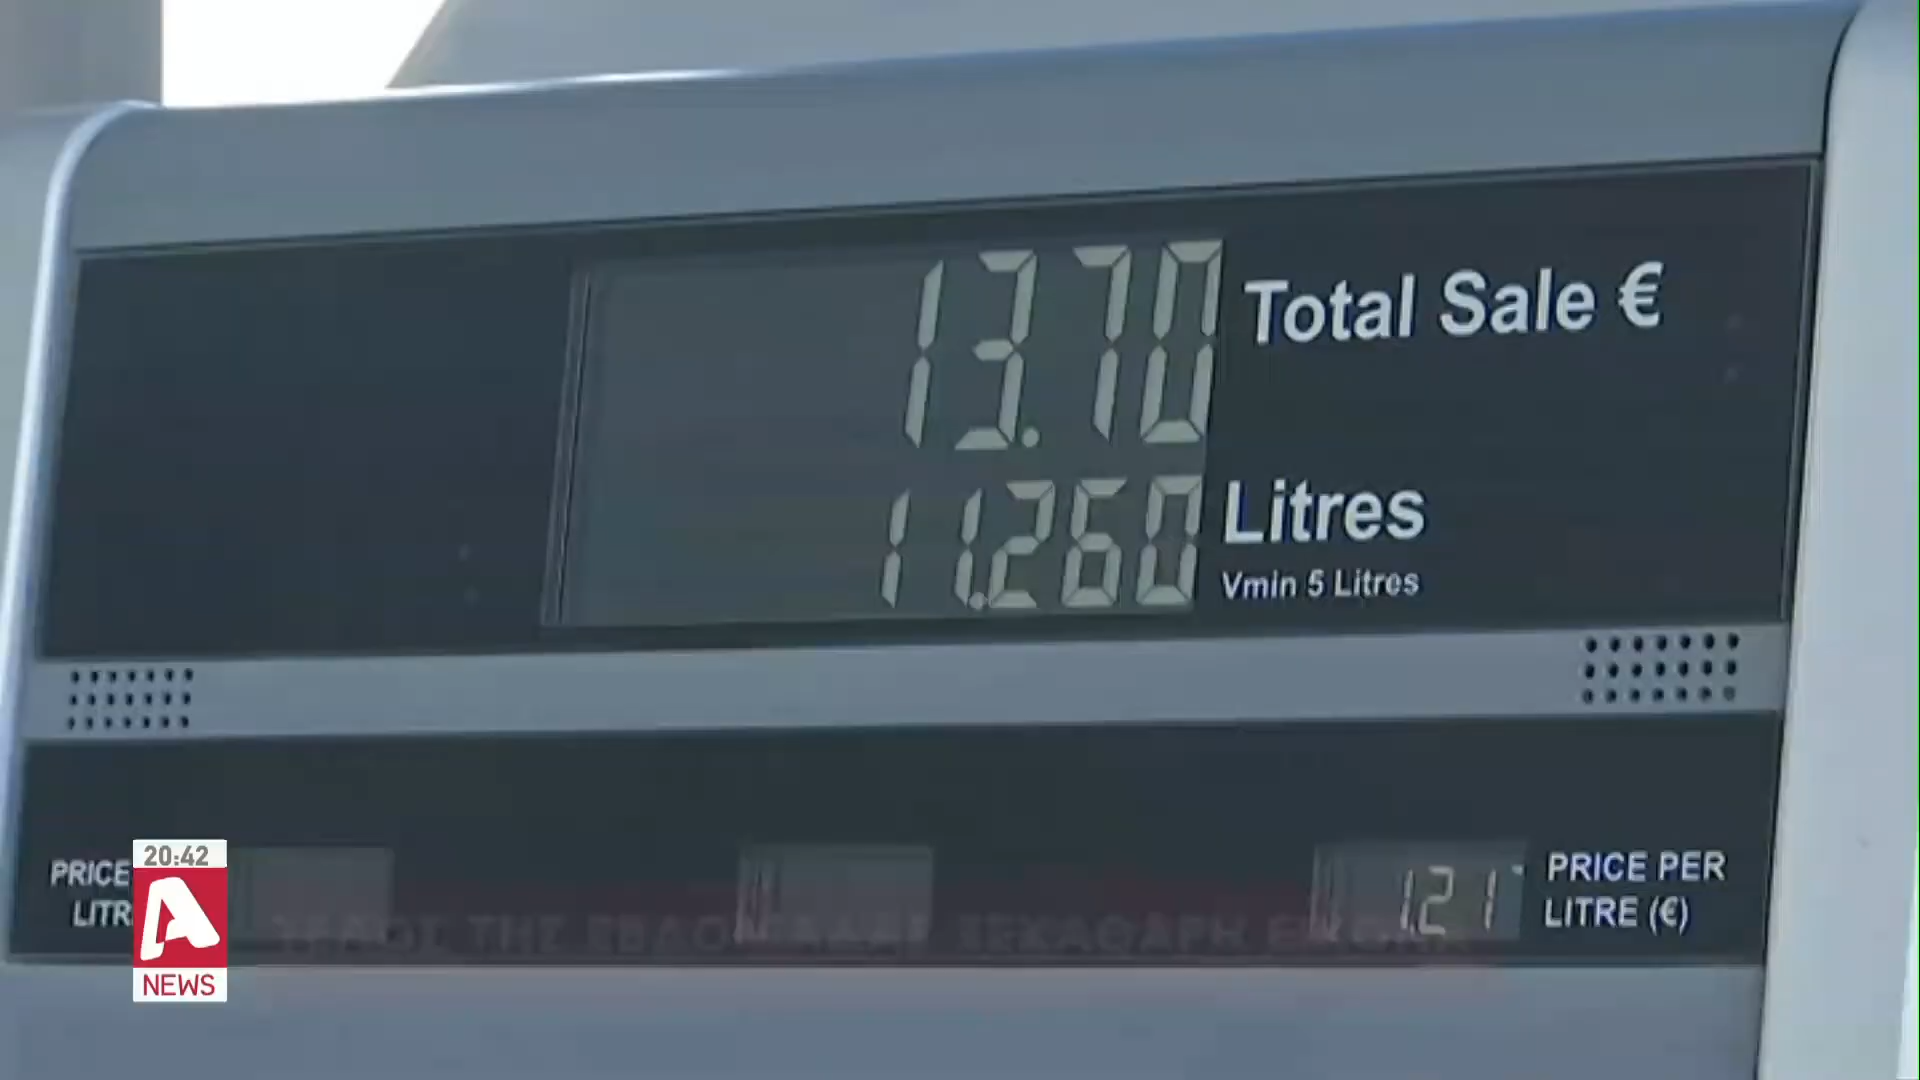 13.70 Total Sale €
11.260 Litres
Vmin 5 Litres
PRICE
LITR
1.21
PRICE PER
LITRE (€)
20:42
A
NEWS